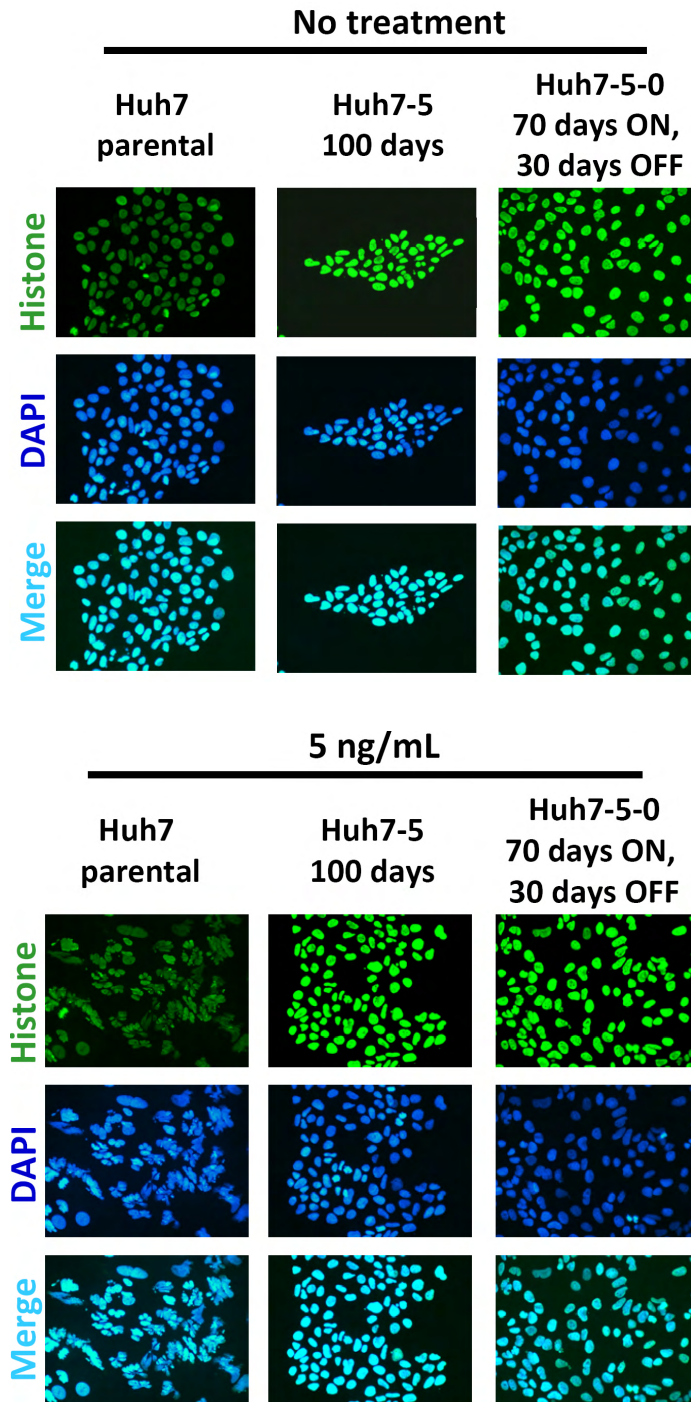 No treatment
Huh7
parental
Huh7-5
100 days
Huh7-5-0
70 days ON,
30 days OFF
Histone
DAPI
Merge
5 ng/mL
Huh7
parental
Huh7-5
100 days
Huh7-5-0
70 days ON,
30 days OFF
Histone
DAPI
Merge